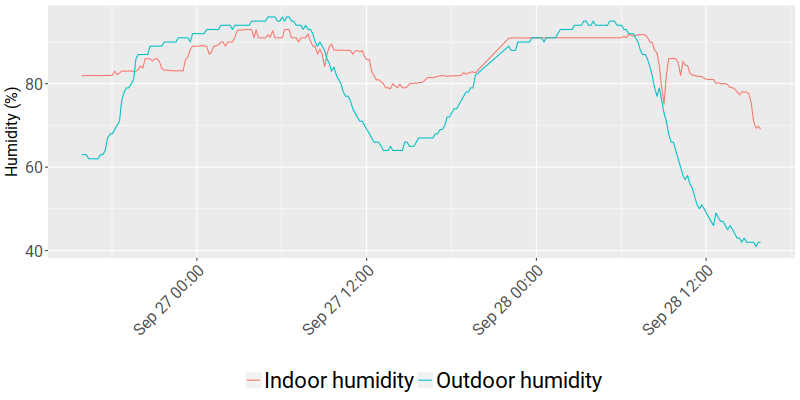 Humidity (%)
80
60
40
Sep 27 00:00
Sep 27 12:00
Sep 28 00:00
Sep 28 12:00
Indoor humidity
Outdoor humidity